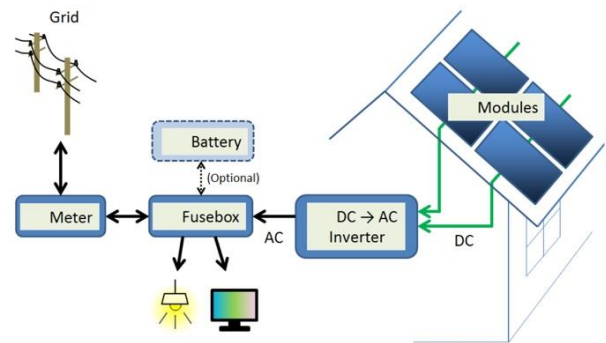 Grid
Modules
Battery
(Optional)
Meter
Fusebox
DC → AC
Inverter
AC
DC